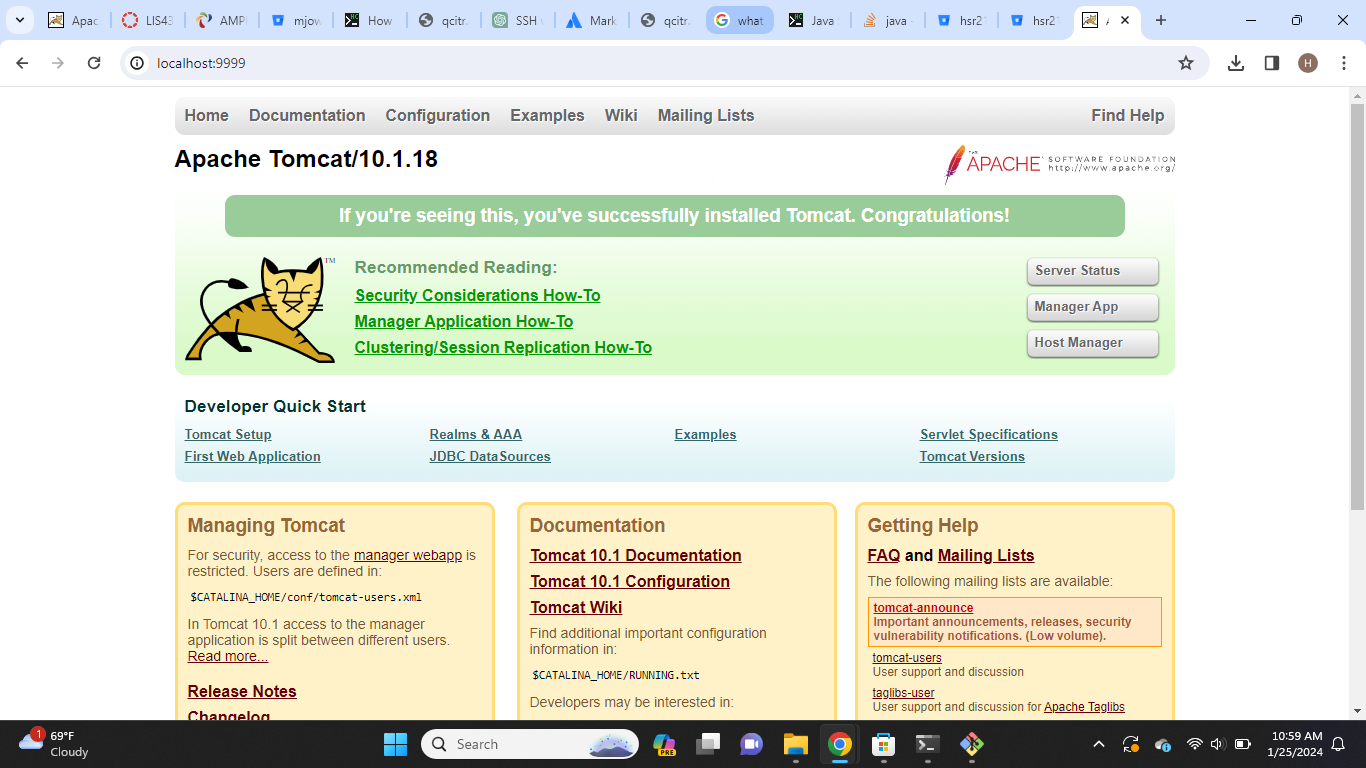 Apac
LIS43
AMPP
mjow
How
qcitr
SSH
Mark
qcitr
what
Java
java -
hsr2
hsr2
localhost:9999
H
Home Documentation Configuration Examples Wiki Mailing Lists Find Help
Apache Tomcat/10.1.18
THE APACHE SOFTWARE FOUNDATION
http://www.apache.org/
If you're seeing this, you've successfully installed Tomcat. Congratulations!
TM
Recommended Reading:
Security Considerations How-To
Manager Application How-To
Clustering/Session Replication How-To
Server Status
Manager App
Host Manager
Developer Quick Start
Tomcat Setup Realms & AAA Examples Servlet Specifications
First Web Application JDBC DataSources Tomcat Versions
Managing Tomcat
For security, access to the manager webapp is
restricted. Users are defined in:
$CATALINA_HOME/conf/tomcat-users.xml
In Tomcat 10.1 access to the manager
application is split between different users.
Read more...
Release Notes
Changelog
Documentation
Tomcat 10.1 Documentation
Tomcat 10.1 Configuration
Tomcat Wiki
Find additional important configuration
information in:
$CATALINA_HOME/RUNNING.txt
Developers may be interested in:
Getting Help
FAQ and Mailing Lists
The following mailing lists are available:
tomcat-announce
Important announcements, releases, security
vulnerability notifications. (Low volume).
tomcat-users
User support and discussion
taglibs-user
User support and discussion for Apache Taglibs
1
69°F
Cloudy
Search
PRE
10:59 AM
1/25/2024